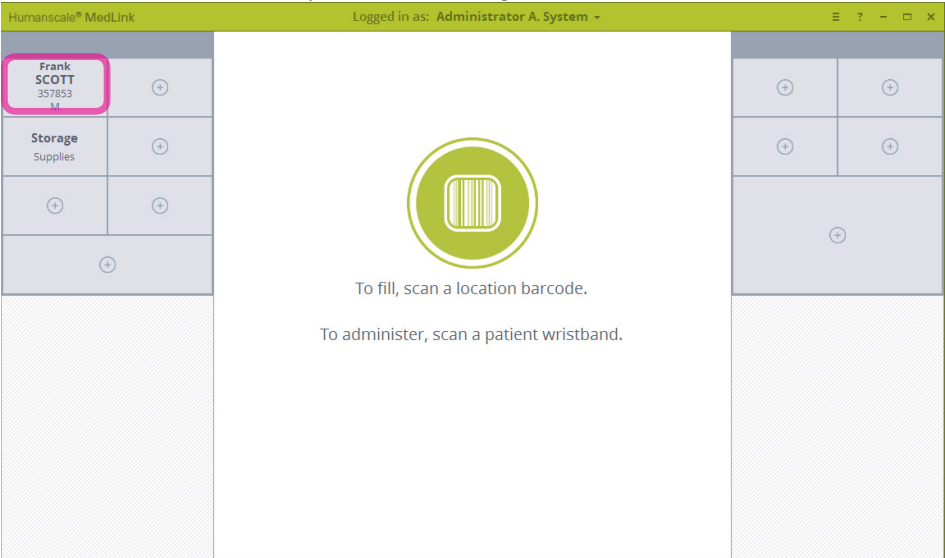 Humanscale® MedLink
Logged in as: Administrator A. System
?
Frank
SCOTT
357853
M
Storage
Supplies
To fill, scan a location barcode.
To administer, scan a patient wristband.